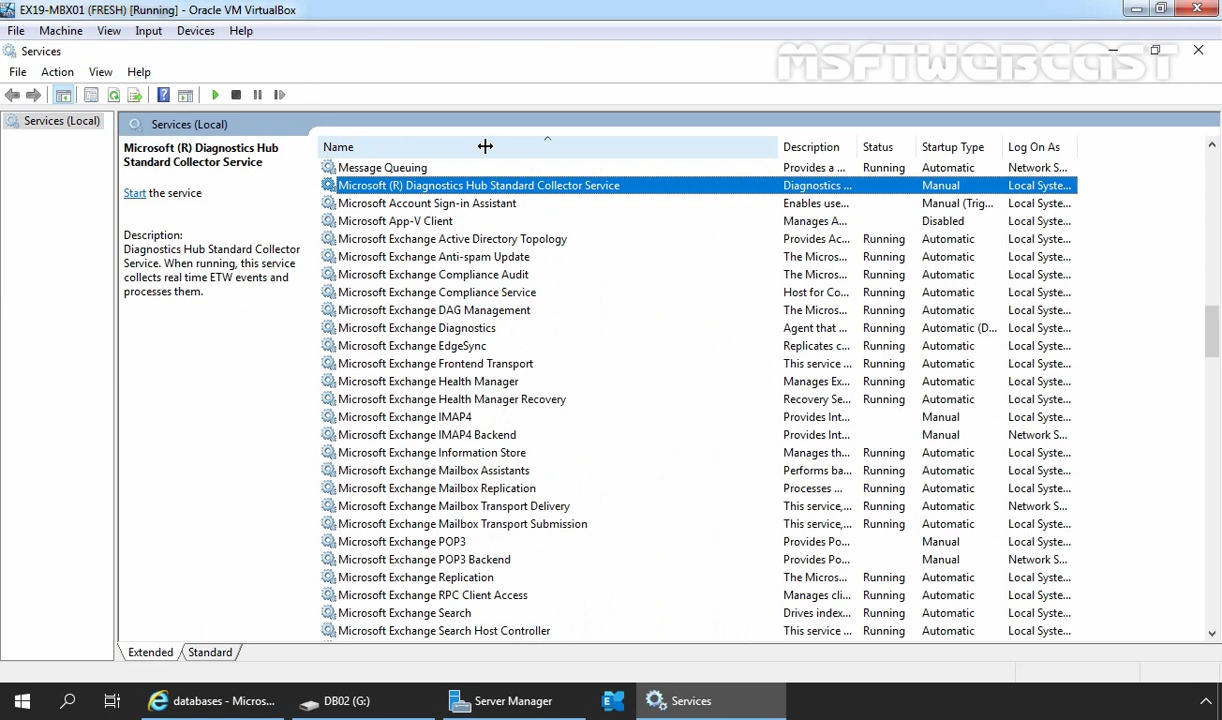 EX19-MBX01 (FRESH) [Running] - Oracle VM VirtualBox
File Machine View Input Devices Help
Services
MSFTWEBCAST
File Action View Help
Services (Local)
Services (Local)
Microsoft (R) Diagnostics Hub Standard Collector Service
Start the service
Description:
Diagnostics Hub Standard Collector
Service. When running, this service
collects real time ETW events and
processes them.
Name Description Status Startup Type Log On As
Message Queuing Provides a ... Running Automatic Network S...
Microsoft (R) Diagnostics Hub Standard Collector Service Diagnostics ... Manual Local Syste...
Microsoft Account Sign-in Assistant Enables use... Manual (Trig... Local Syste...
Microsoft App-V Client Manages A... Disabled Local Syste...
Microsoft Exchange Active Directory Topology Provides Ac... Running Automatic Local Syste...
Microsoft Exchange Anti-spam Update The Micros... Running Automatic Local Syste...
Microsoft Exchange Compliance Audit The Micros... Running Automatic Local Syste...
Microsoft Exchange Compliance Service Host for Co... Running Automatic Local Syste...
Microsoft Exchange DAG Management The Micros... Running Automatic Local Syste...
Microsoft Exchange Diagnostics Agent that ... Running Automatic (D... Local Syste...
Microsoft Exchange EdgeSync Replicates c... Running Automatic Local Syste...
Microsoft Exchange Frontend Transport This service ... Running Automatic Local Syste...
Microsoft Exchange Health Manager Manages Ex... Running Automatic Local Syste...
Microsoft Exchange Health Manager Recovery Recovery Se... Running Automatic Local Syste...
Microsoft Exchange IMAP4 Provides Int... Manual Local Syste...
Microsoft Exchange IMAP4 Backend Provides Int... Manual Network S...
Microsoft Exchange Information Store Manages th... Running Automatic Local Syste...
Microsoft Exchange Mailbox Assistants Performs ba... Running Automatic Local Syste...
Microsoft Exchange Mailbox Replication Processes ... Running Automatic Local Syste...
Microsoft Exchange Mailbox Transport Delivery This service,... Running Automatic Network S...
Microsoft Exchange Mailbox Transport Submission This service,... Running Automatic Local Syste...
Microsoft Exchange POP3 Provides Po... Manual Local Syste...
Microsoft Exchange POP3 Backend Provides Po... Manual Network S...
Microsoft Exchange Replication The Micros... Running Automatic Local Syste...
Microsoft Exchange RPC Client Access Manages cli... Running Automatic Local Syste...
Microsoft Exchange Search Drives index... Running Automatic Local Syste...
Microsoft Exchange Search Host Controller This service ... Running Automatic Local Syste...
Extended Standard
databases - Micros... DB02 (G:) Server Manager Services